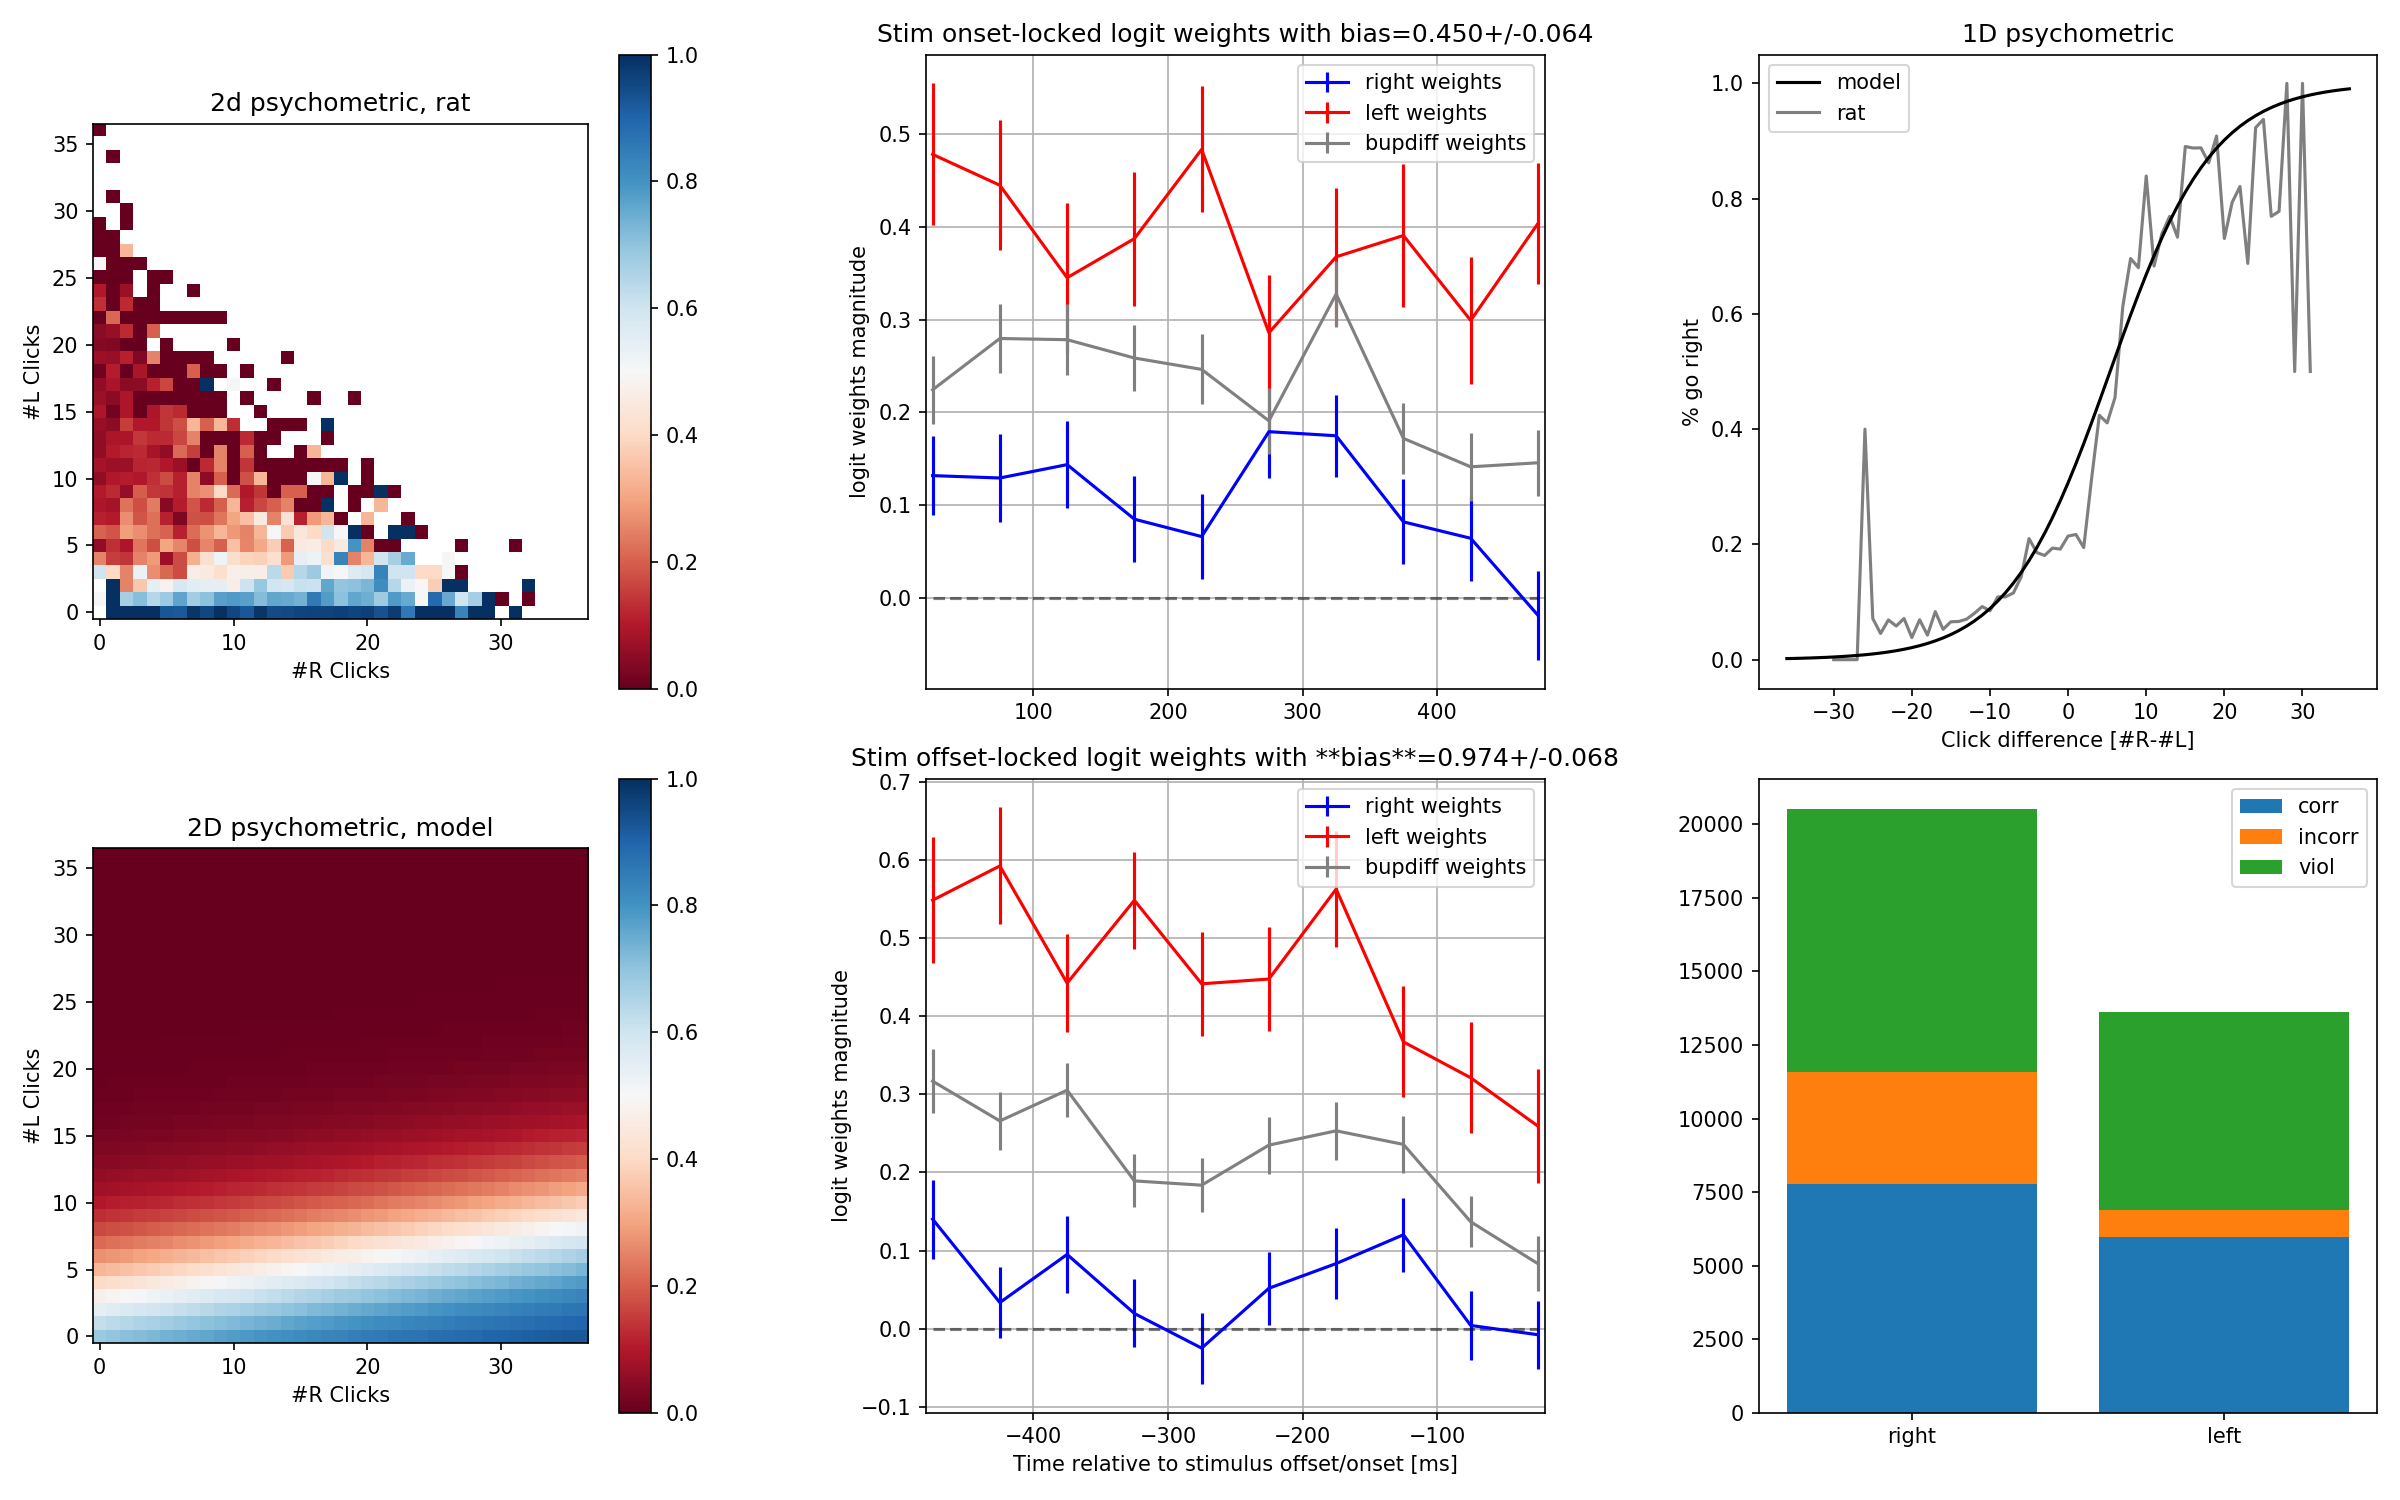 2d psychometric, rat
35
30
25
20
15
10
5
0
#L Clicks
0 10 20 30
#R Clicks
1.0
0.8
0.6
0.4
0.2
0.0
Stim onset-locked logit weights with bias=0.450+/-0.064
right weights
left weights
bupdiff weights
0.5
0.4
0.3
0.2
0.1
0.0
logit weights magnitude
100 200 300 400
1D psychometric
model
rat
1.0
0.8
0.6
0.4
0.2
0.0
% go right
−30 −20 −10 0 10 20 30
Click difference [#R-#L]
2D psychometric, model
35
30
25
20
15
10
5
0
#L Clicks
0 10 20 30
#R Clicks
1.0
0.8
0.6
0.4
0.2
0.0
Stim offset-locked logit weights with **bias**=0.974+/-0.068
right weights
left weights
bupdiff weights
0.7
0.6
0.5
0.4
0.3
0.2
0.1
0.0
−0.1
logit weights magnitude
−400 −300 −200 −100
Time relative to stimulus offset/onset [ms]
corr
incorr
viol
20000
17500
15000
12500
10000
7500
5000
2500
0
right left